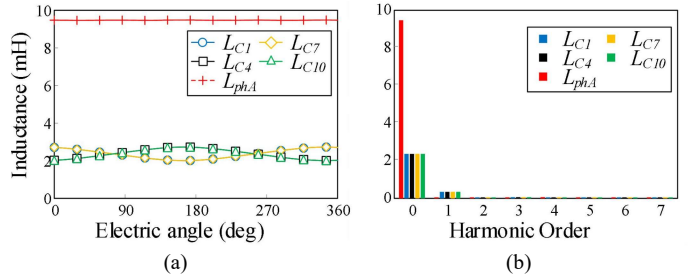 10
8
6
4
2
0
Inductance (mH)
L_C1 L_C7
L_C4 L_C10
L_phA
0 90 180 270 360
Electric angle (deg)
(a)
10
8
6
4
2
0
L_C1 L_C7
L_C4 L_C10
L_phA
0 1 2 3 4 5 6 7
Harmonic Order
(b)